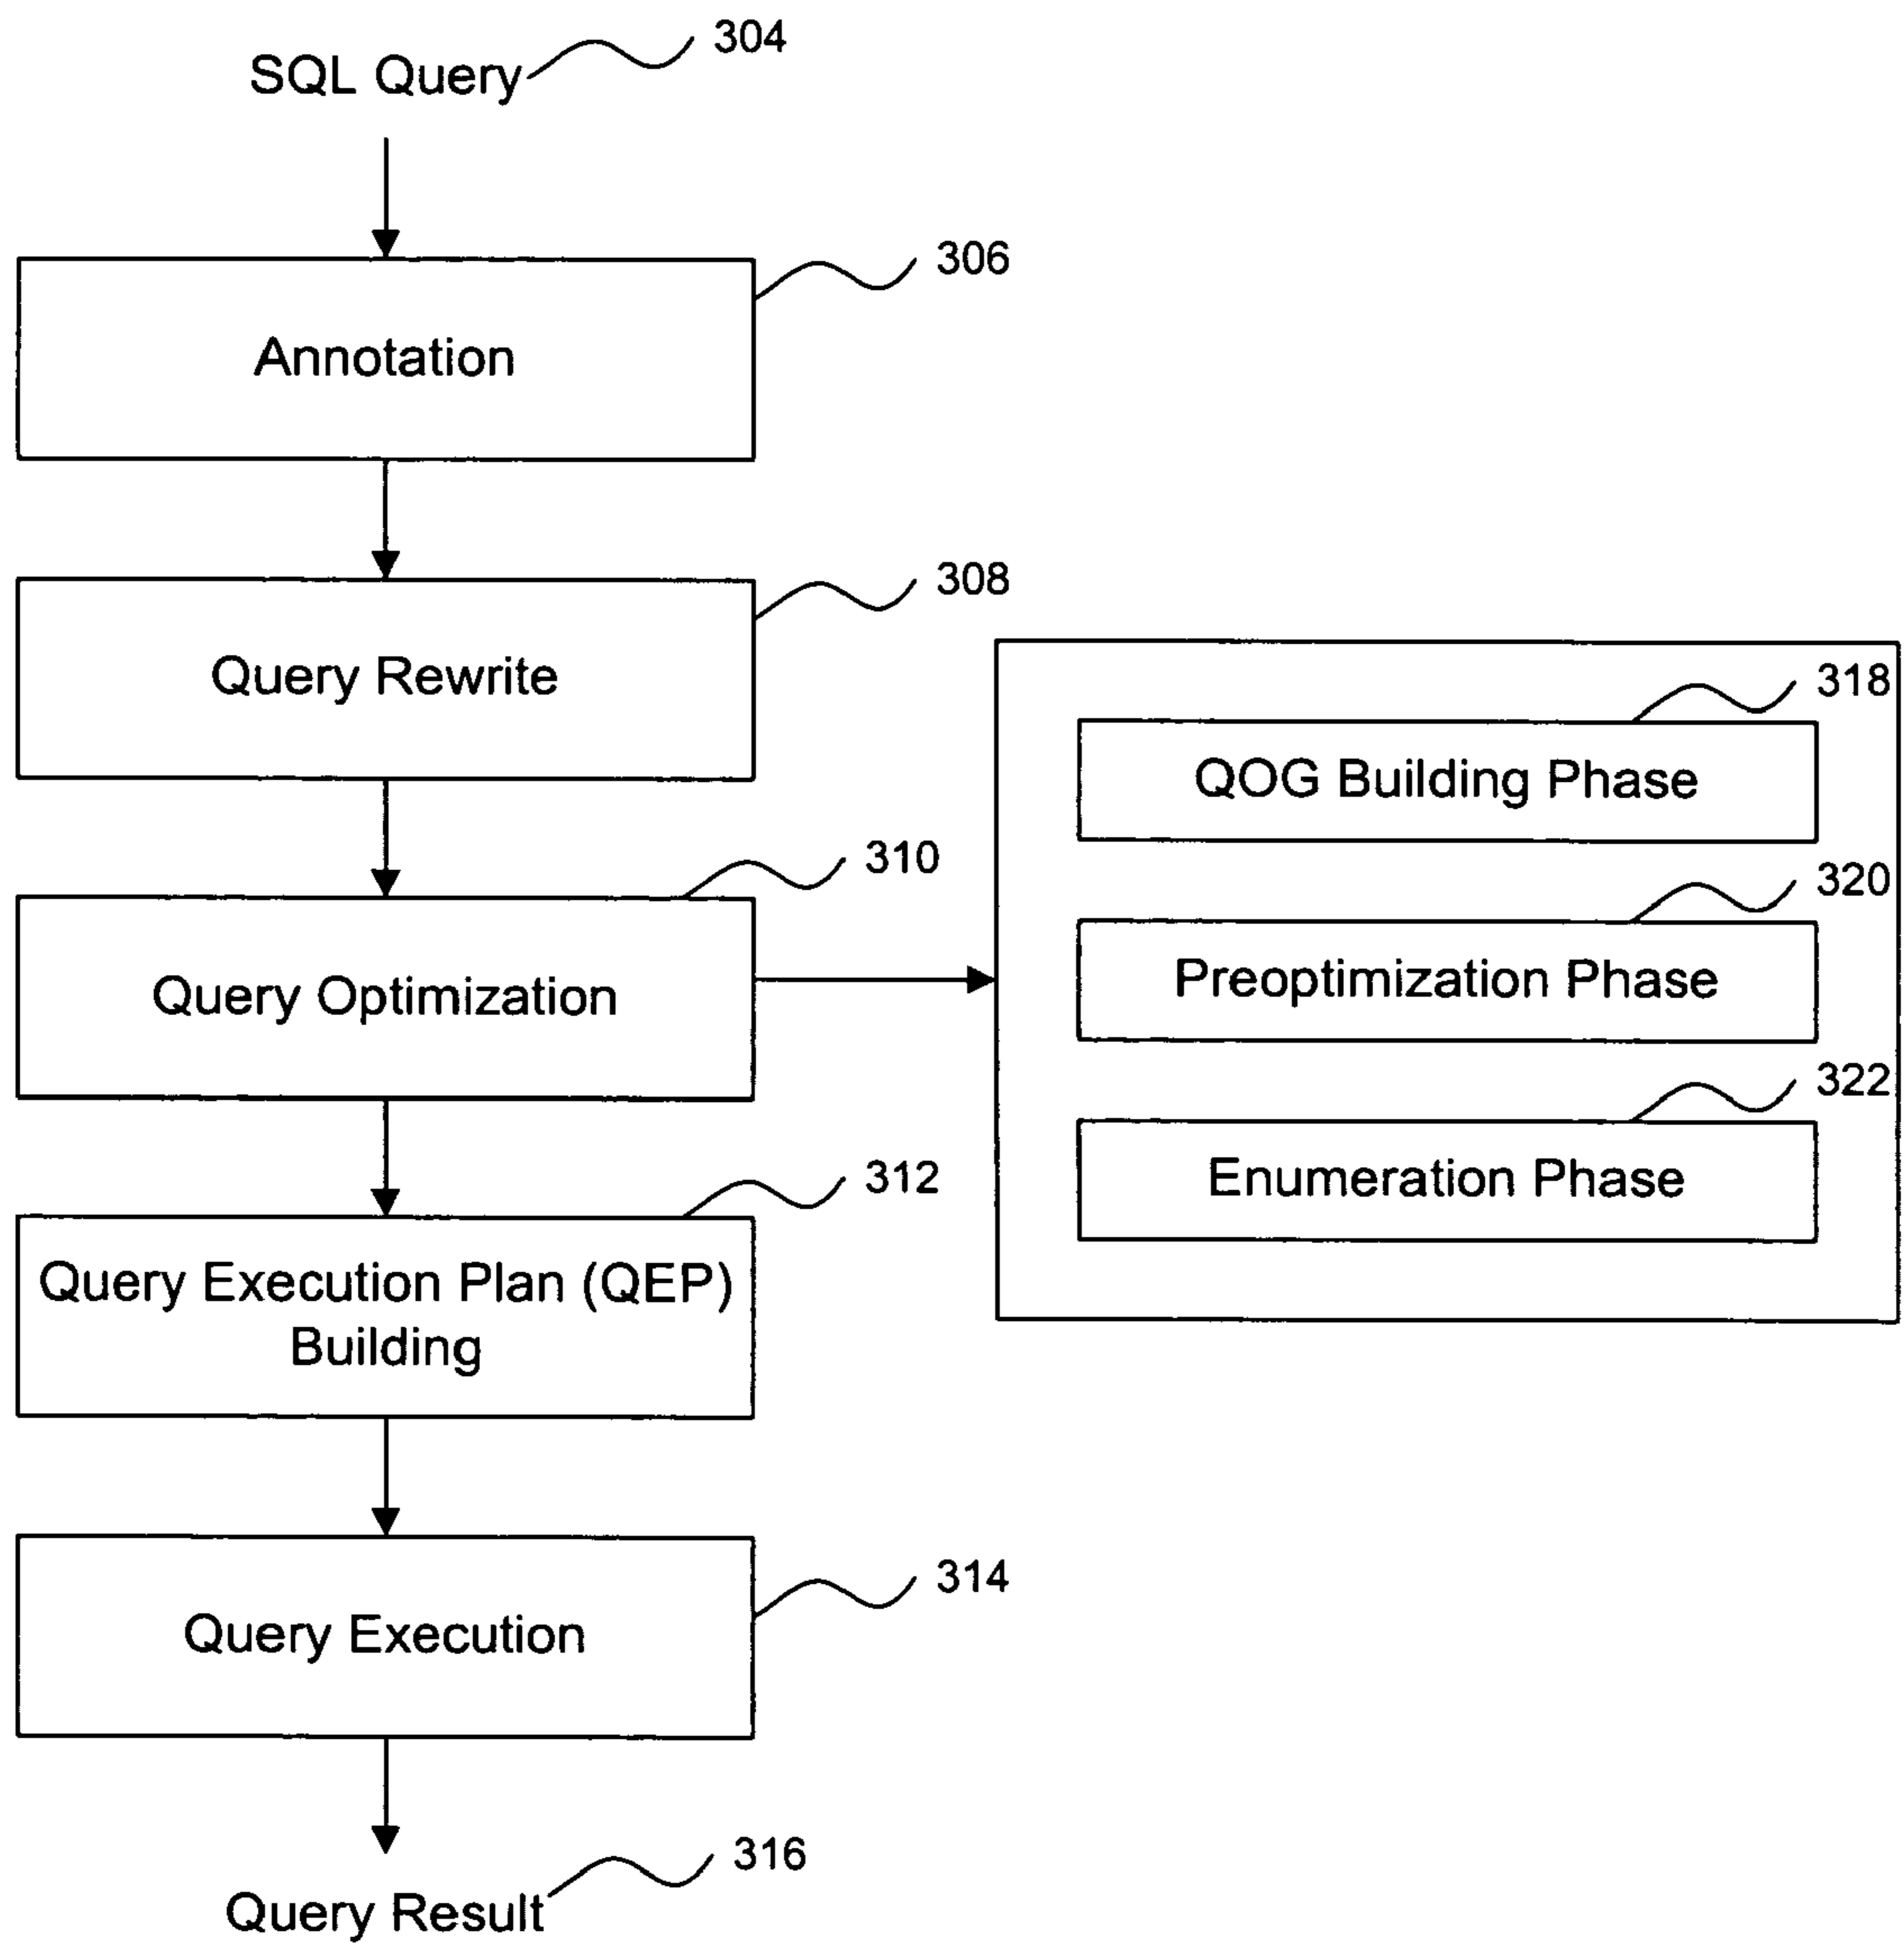 SQL Query
304
306
Annotation
308
Query Rewrite
310
Query Optimization
312
Query Execution Plan (QEP)
Building
314
Query Execution
316
Query Result
318
QOG Building Phase
320
Preoptimization Phase
322
Enumeration Phase